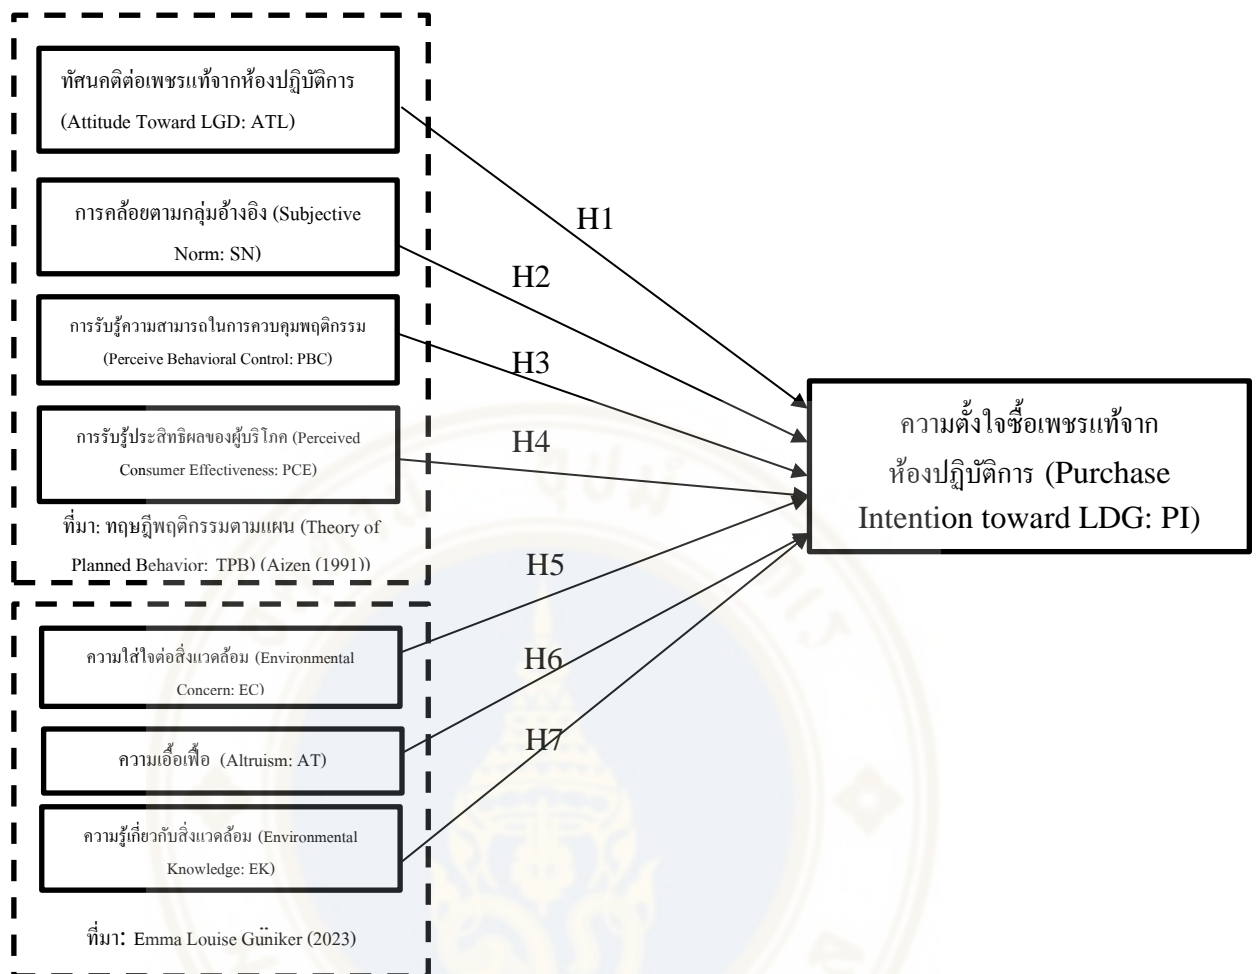 ทัศนคติต่อเพชรแท้จากห้องปฏิบัติการ
(Attitude Toward LGD: ATL)
การคล้อยตามกลุ่มอ้างอิง (Subjective
Norm: SN)
การรับรู้ความสามารถในการควบคุมพฤติกรรม
(Perceive Behavioral Control: PBC)
การรับรู้ประสิทธิผลของผู้บริโภค (Perceived
Consumer Effectiveness: PCE)
ที่มา: ทฤษฎีพฤติกรรมตามแผน (Theory of
Planned Behavior: TPB) (Aizen (1991))
ความใส่ใจต่อสิ่งแวดล้อม (Environmental
Concern: EC)
ความเอื้อเฟื้อ (Altruism: AT)
ความรู้เกี่ยวกับสิ่งแวดล้อม (Environmental
Knowledge: EK)
ที่มา: Emma Louise Güniker (2023)
H1
H2
H3
H4
H5
H6
H7
ความตั้งใจซื้อเพชรแท้จาก
ห้องปฏิบัติการ (Purchase
Intention toward LDG: PI)